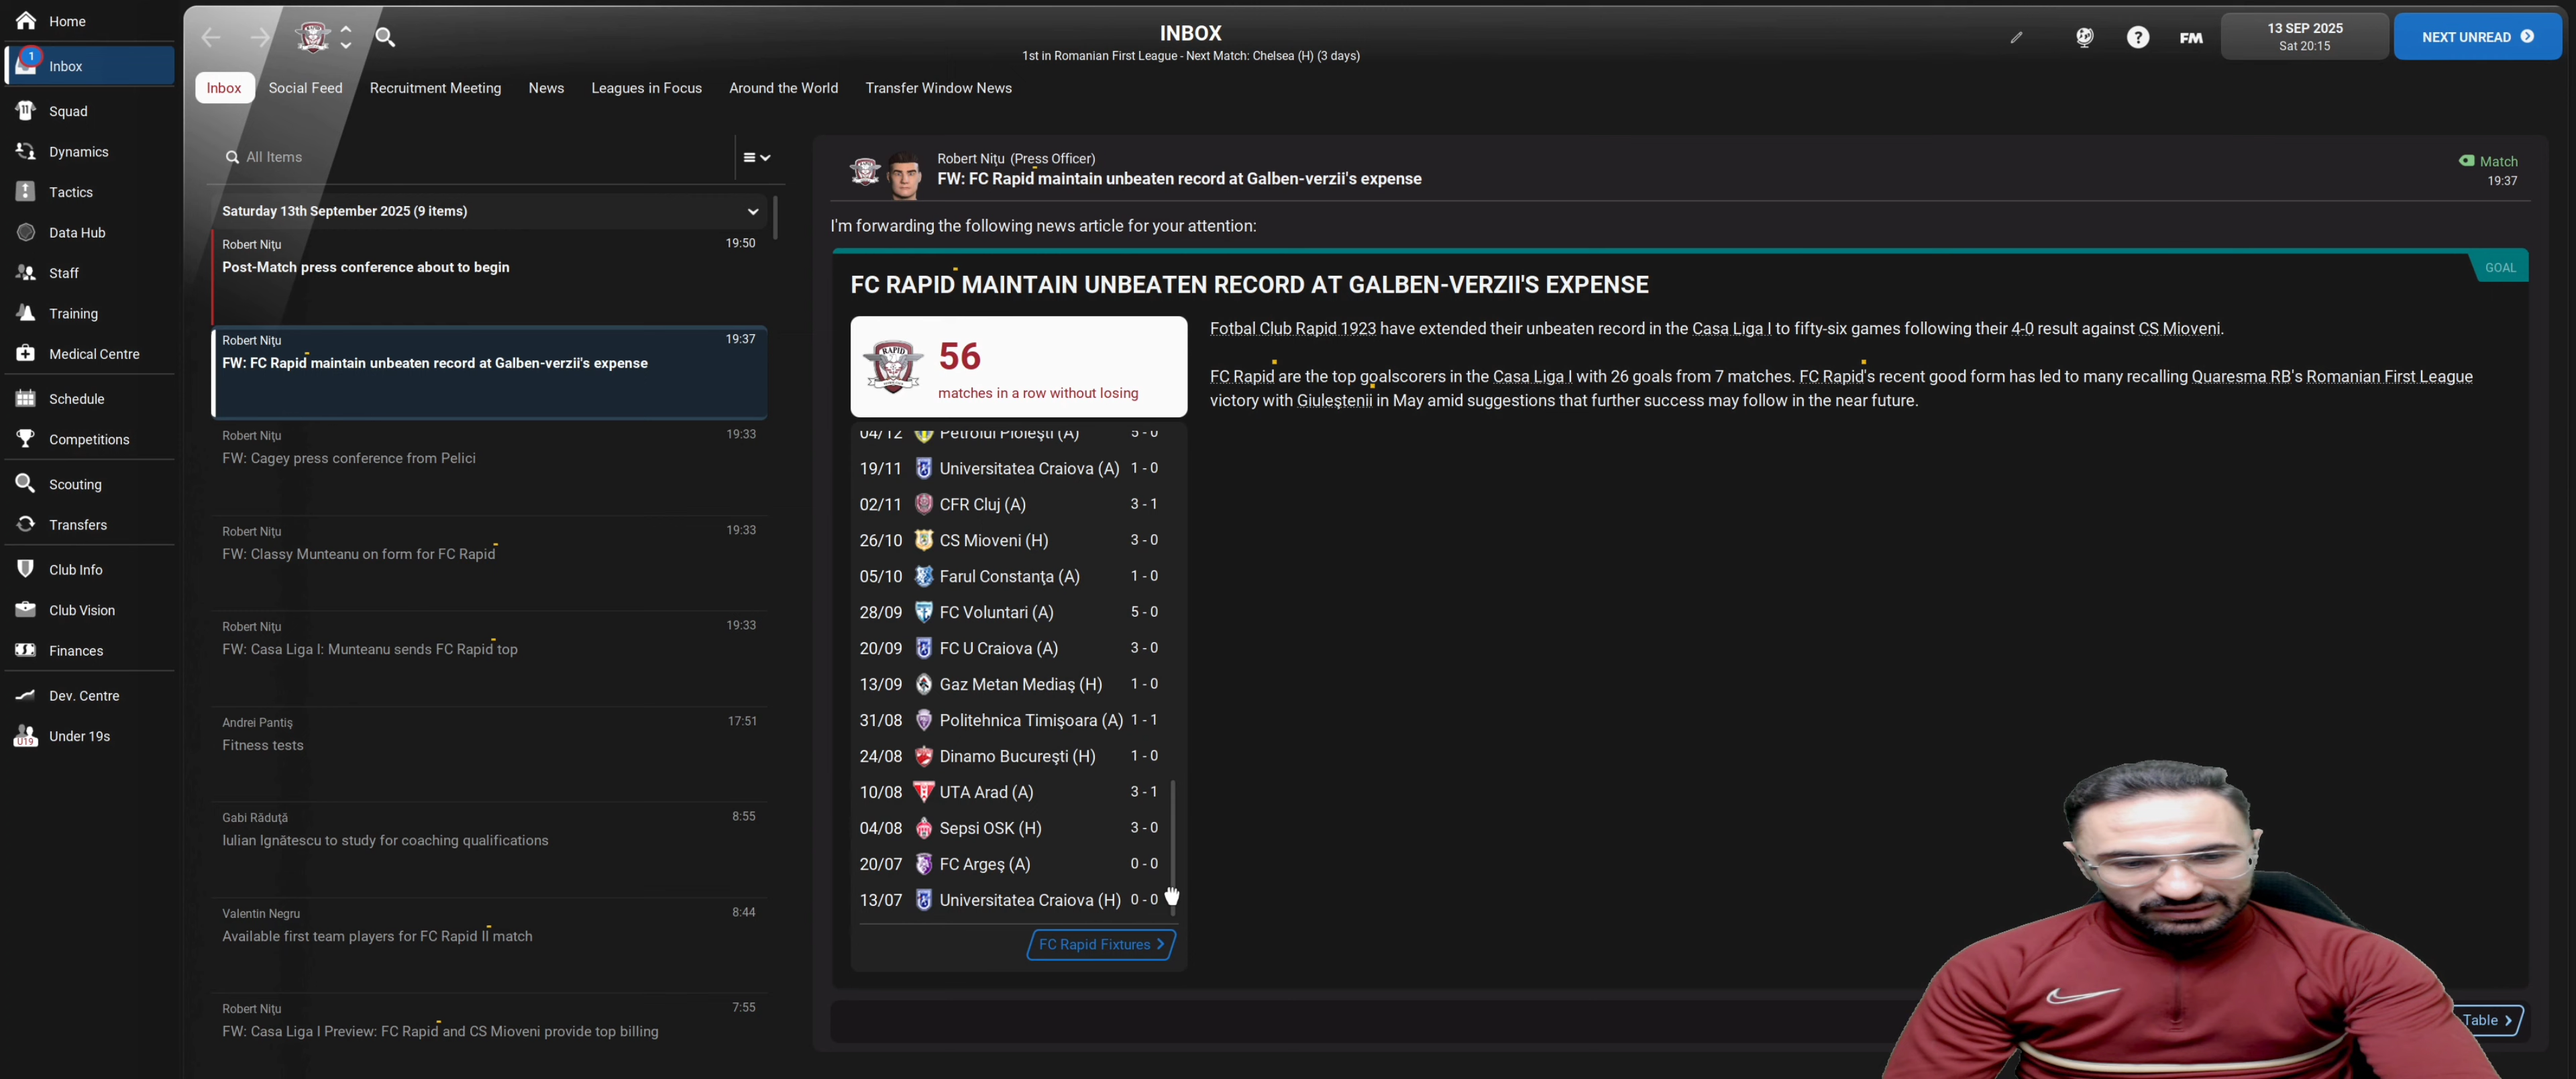 Home
Inbox
1
Squad
Dynamics
Tactics
Data Hub
Staff
Training
Medical Centre
Schedule
Competitions
Scouting
Transfers
Club Info
Club Vision
Finances
Dev. Centre
U19
Under 19s
INBOX
1st in Romanian First League - Next Match: Chelsea (H) (3 days)
FM
13 SEP 2025
Sat 20:15
NEXT UNREAD
Inbox
Social Feed
Recruitment Meeting
News
Leagues in Focus
Around the World
Transfer Window News
All Items
Saturday 13th September 2025 (9 items)
Robert Nițu 19:50
Post-Match press conference about to begin
Robert Nițu 19:37
FW: FC Rapid maintain unbeaten record at Galben-verzii's expense
Robert Nițu 19:33
FW: Cagey press conference from Pelici
Robert Nițu 19:33
FW: Classy Munteanu on form for FC Rapid
Robert Nițu 19:33
FW: Casa Liga I: Munteanu sends FC Rapid top
Andrei Pantiș 17:51
Fitness tests
Gabi Răduță 8:55
Iulian Ignătescu to study for coaching qualifications
Valentin Negru 8:44
Available first team players for FC Rapid II match
Robert Nițu 7:55
FW: Casa Liga I Preview: FC Rapid and CS Mioveni provide top billing
Robert Nițu (Press Officer)
FW: FC Rapid maintain unbeaten record at Galben-verzii's expense
Match
19:37
I'm forwarding the following news article for your attention:
GOAL
FC RAPID MAINTAIN UNBEATEN RECORD AT GALBEN-VERZII'S EXPENSE
RAPID
56
matches in a row without losing
04/12 Petrolul Ploiești (A) 5 - 0
19/11 Universitatea Craiova (A) 1 - 0
02/11 CFR Cluj (A) 3 - 1
26/10 CS Mioveni (H) 3 - 0
05/10 Farul Constanța (A) 1 - 0
28/09 FC Voluntari (A) 5 - 0
20/09 FC U Craiova (A) 3 - 0
13/09 Gaz Metan Mediaș (H) 1 - 0
31/08 Politehnica Timișoara (A) 1 - 1
24/08 Dinamo București (H) 1 - 0
10/08 UTA Arad (A) 3 - 1
04/08 Sepsi OSK (H) 3 - 0
20/07 FC Argeș (A) 0 - 0
13/07 Universitatea Craiova (H) 0 - 0
FC Rapid Fixtures
Fotbal Club Rapid 1923 have extended their unbeaten record in the Casa Liga I to fifty-six games following their 4-0 result against CS Mioveni.
FC Rapid are the top goalscorers in the Casa Liga I with 26 goals from 7 matches. FC Rapid's recent good form has led to many recalling Quaresma RB's Romanian First League
victory with Giuleștenii in May amid suggestions that further success may follow in the near future.
Table